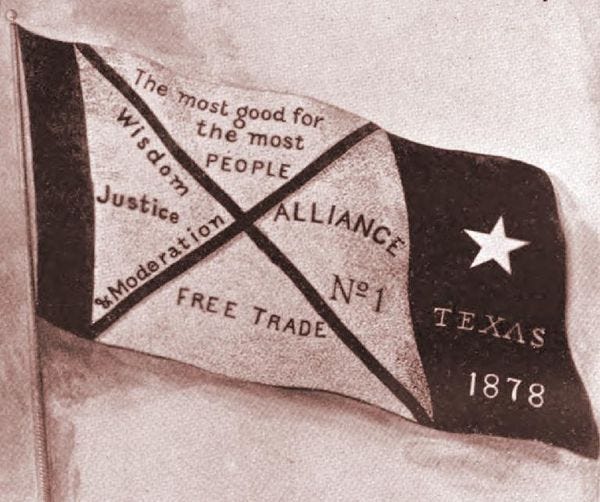 The most good for
the most
PEOPLE
Wisdom
Justice
& Moderation
ALLIANCE
Nº1
FREE TRADE
TEXAS
1878